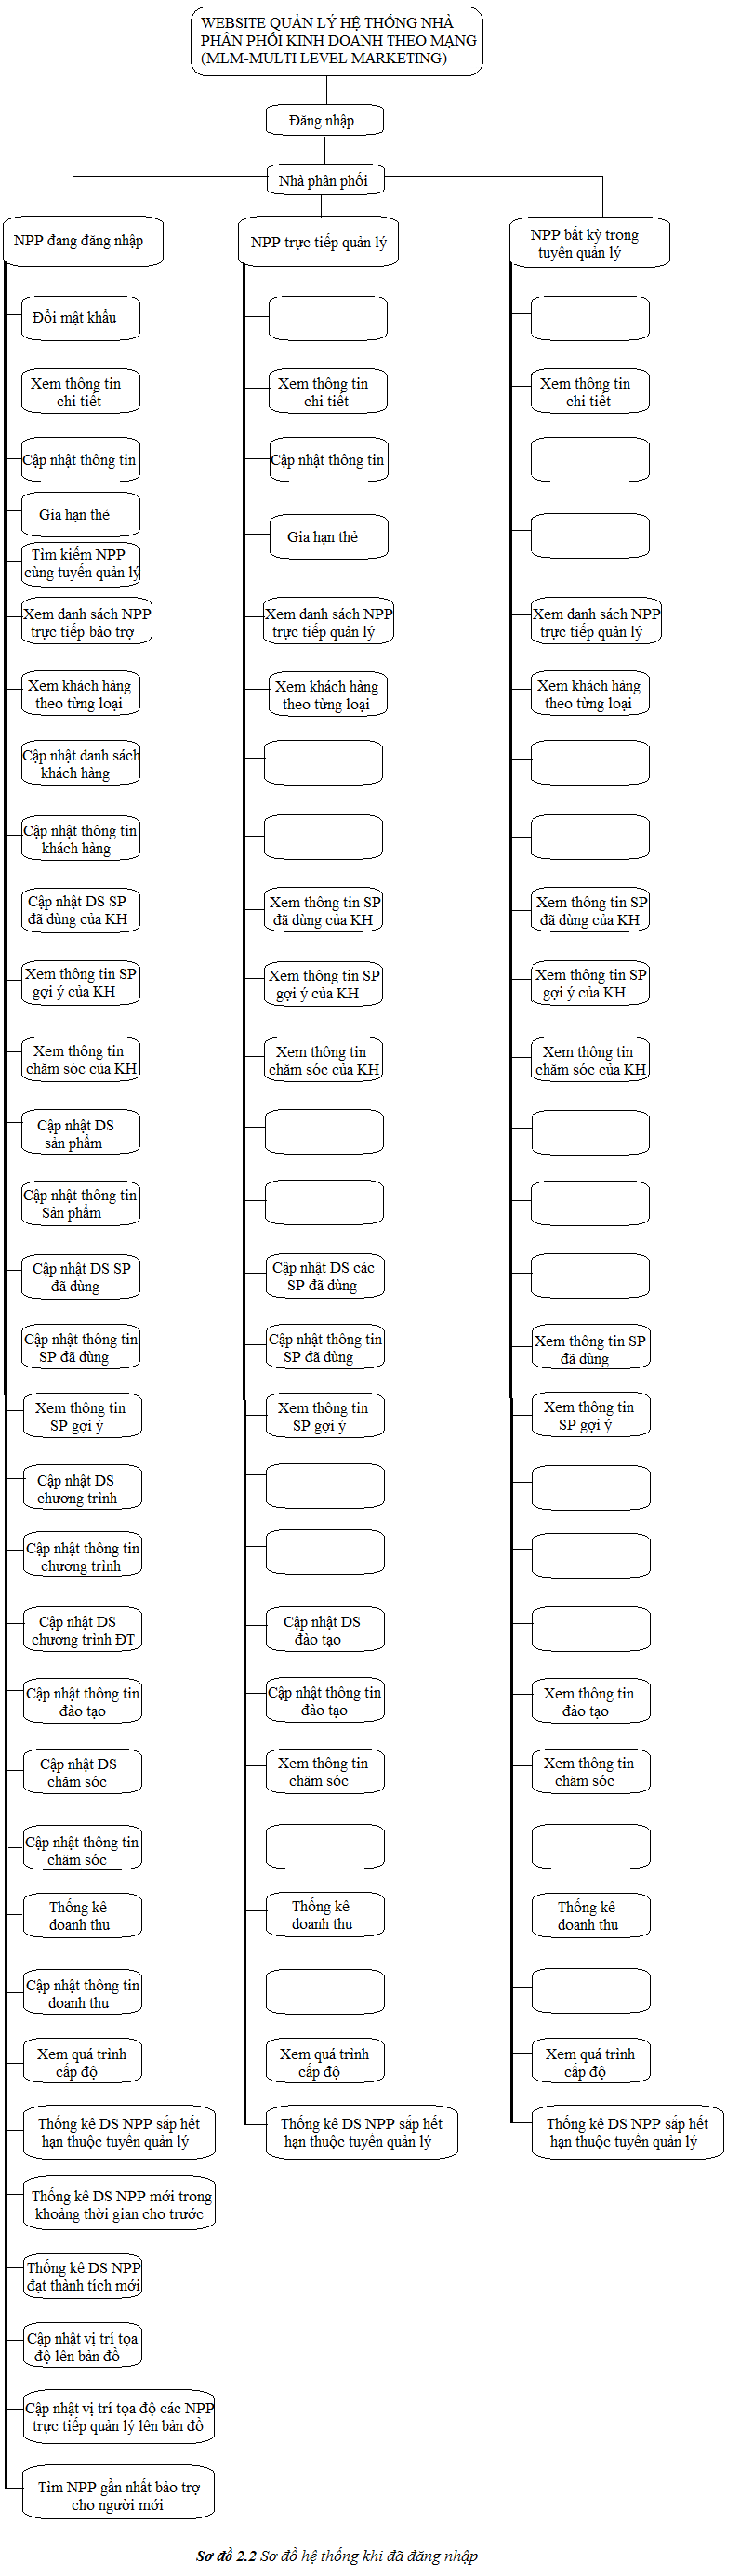 WEBSITE QUẢN LÝ HỆ THỐNG NHÀ
PHÂN PHỐI KINH DOANH THEO MẠNG
(MLM-MULTI LEVEL MARKETING)
Đăng nhập
Nhà phân phối
NPP đang đăng nhập
Đổi mật khẩu
Xem thông tin
chi tiết
Cập nhật thông tin
Gia hạn thẻ
Tìm kiếm NPP
cùng tuyến quản lý
Xem danh sách NPP
trực tiếp bảo trợ
Xem khách hàng
theo từng loại
Cập nhật danh sách
khách hàng
Cập nhật thông tin
khách hàng
Cập nhật DS SP
đã dùng của KH
Xem thông tin SP
gợi ý của KH
Xem thông tin
chăm sóc của KH
Cập nhật DS
sản phẩm
Cập nhật thông tin
Sản phẩm
Cập nhật DS SP
đã dùng
Cập nhật thông tin
SP đã dùng
Xem thông tin
SP gợi ý
Cập nhật DS
chương trình
Cập nhật thông tin
chương trình
Cập nhật DS
chương trình ĐT
Cập nhật thông tin
đào tạo
Cập nhật DS
chăm sóc
Cập nhật thông tin
chăm sóc
Thống kê
doanh thu
Cập nhật thông tin
doanh thu
Xem quá trình
cấp độ
Thống kê DS NPP sắp hết
hạn thuộc tuyến quản lý
Thống kê DS NPP mới trong
khoảng thời gian cho trước
Thống kê DS NPP
đạt thành tích mới
Cập nhật vị trí tọa
độ lên bản đồ
Cập nhật vị trí tọa độ các NPP
trực tiếp quản lý lên bản đồ
Tìm NPP gần nhất bảo trợ
cho người mới
NPP trực tiếp quản lý
Xem thông tin
chi tiết
Cập nhật thông tin
Gia hạn thẻ
Xem danh sách NPP
trực tiếp quản lý
Xem khách hàng
theo từng loại
Xem thông tin SP
đã dùng của KH
Xem thông tin SP
gợi ý của KH
Xem thông tin
chăm sóc của KH
Cập nhật DS các
SP đã dùng
Cập nhật thông tin
SP đã dùng
Xem thông tin
SP gợi ý
Cập nhật DS
đào tạo
Cập nhật thông tin
đào tạo
Xem thông tin
chăm sóc
Thống kê
doanh thu
Xem quá trình
cấp độ
Thống kê DS NPP sắp hết
hạn thuộc tuyến quản lý
NPP bất kỳ trong
tuyến quản lý
Xem thông tin
chi tiết
Xem danh sách NPP
trực tiếp quản lý
Xem khách hàng
theo từng loại
Xem thông tin SP
đã dùng của KH
Xem thông tin SP
gợi ý của KH
Xem thông tin
chăm sóc của KH
Xem thông tin SP
đã dùng
Xem thông tin
SP gợi ý
Xem thông tin
đào tạo
Xem thông tin
chăm sóc
Thống kê
doanh thu
Xem quá trình
cấp độ
Thống kê DS NPP sắp hết
hạn thuộc tuyến quản lý
Sơ đồ 2.2 Sơ đồ hệ thống khi đã đăng nhập